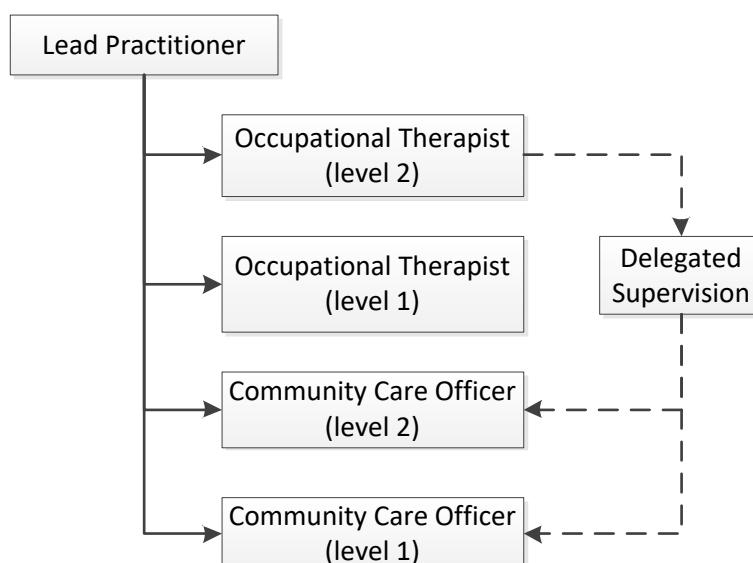 Lead Practitioner
Occupational Therapist
(level 2)
Occupational Therapist
(level 1)
Delegated
Supervision
Community Care Officer
(level 2)
Community Care Officer
(level 1)